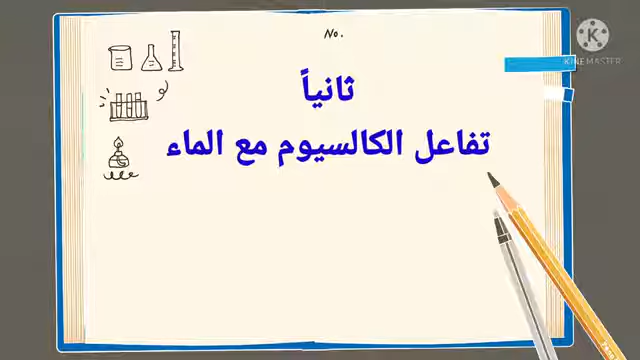 No.
KINEMASTER
ثانياً
تفاعل الكالسيوم مع الماء